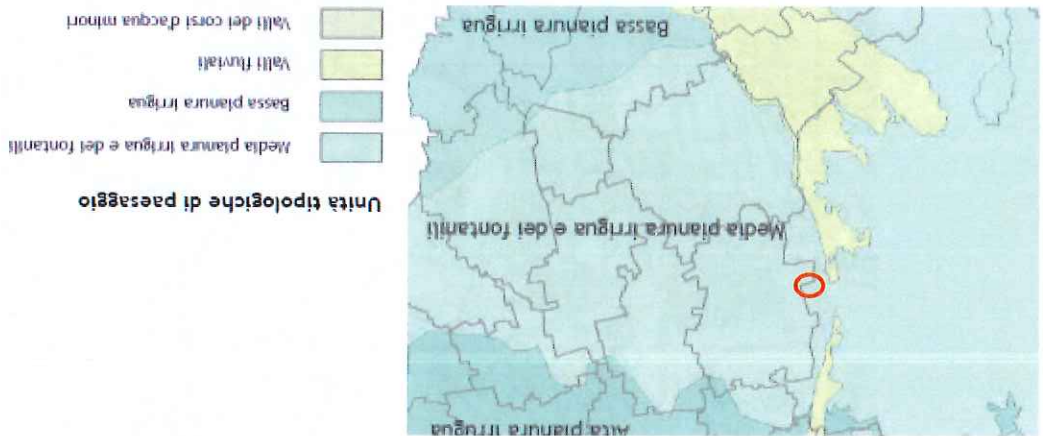 Alta pianura irrigua
Media pianura irrigua e dei fontanili
Bassa pianura irrigua
Unità tipologiche di paesaggio
Media pianura irrigua e dei fontanili
Bassa pianura irrigua
Valli fluviali
Valli dei corsi d'acqua minori